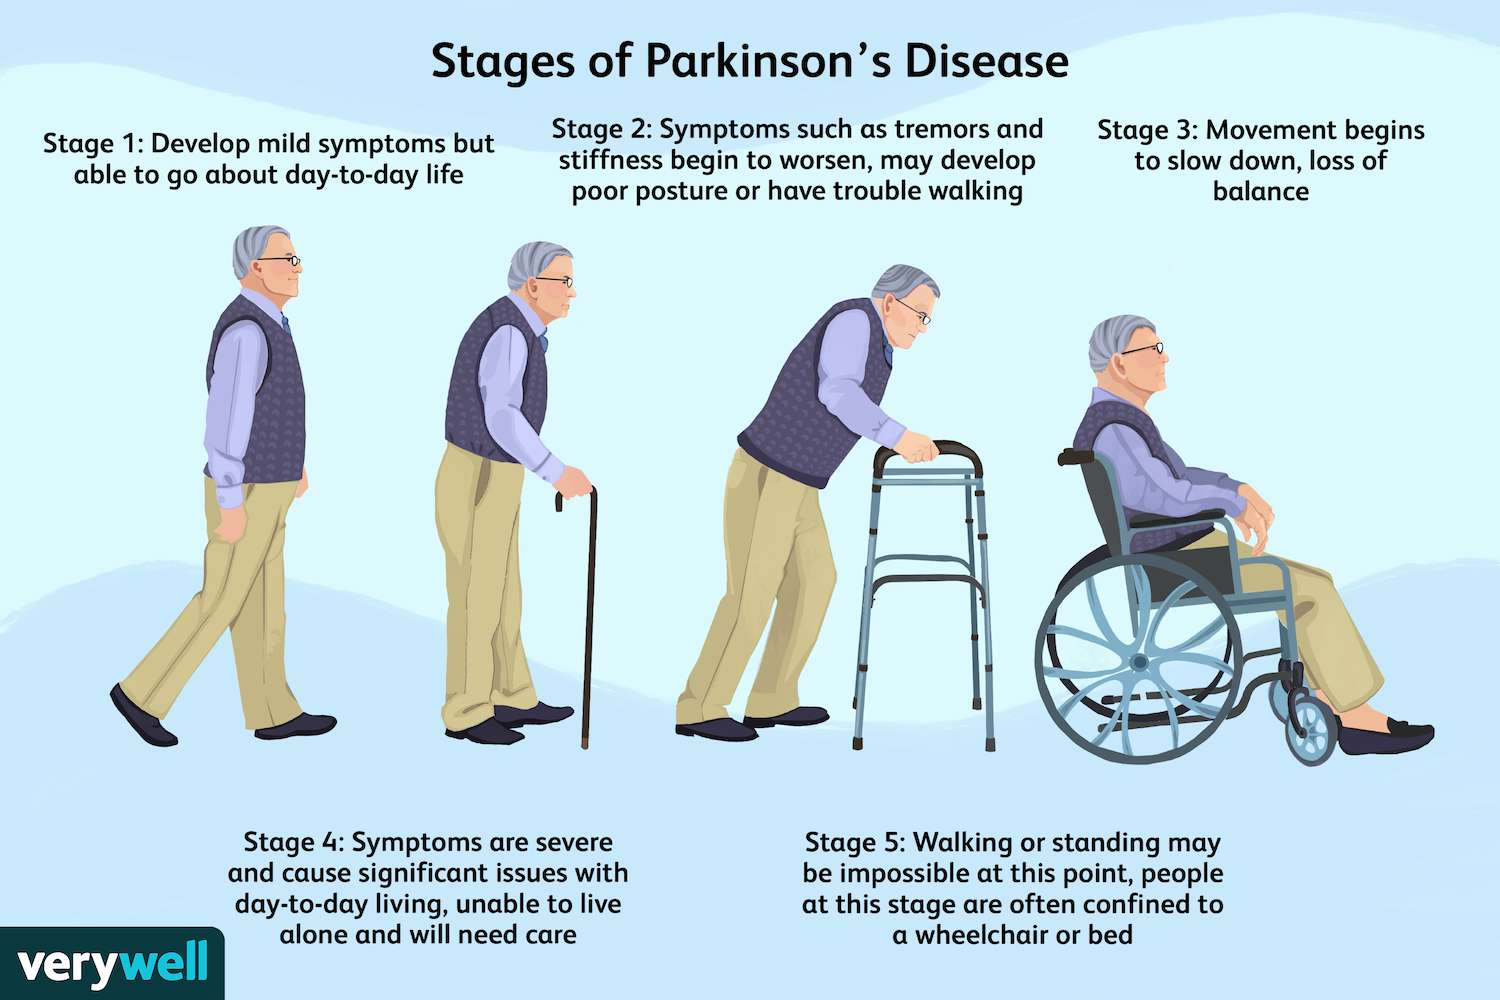 Stages of Parkinson’s Disease
Stage 1: Develop mild symptoms but
able to go about day-to-day life
Stage 2: Symptoms such as tremors and
stiffness begin to worsen, may develop
poor posture or have trouble walking
Stage 3: Movement begins
to slow down, loss of
balance
Stage 4: Symptoms are severe
and cause significant issues with
day-to-day living, unable to live
alone and will need care
Stage 5: Walking or standing may
be impossible at this point, people
at this stage are often confined to
a wheelchair or bed
verywell